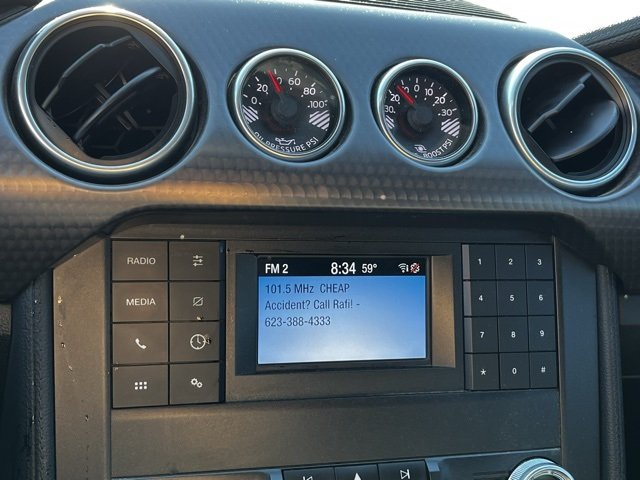 0 20 40 60 80 100
OIL PRESSURE PSI
30 20 10 0 10 20 30
BOOST PSI
FM 2 8:34 59°
101.5 MHz CHEAP
Accident? Call Rafi! -
623-388-4333
RADIO
MEDIA
1 2 3
4 5 6
7 8 9
* 0 #